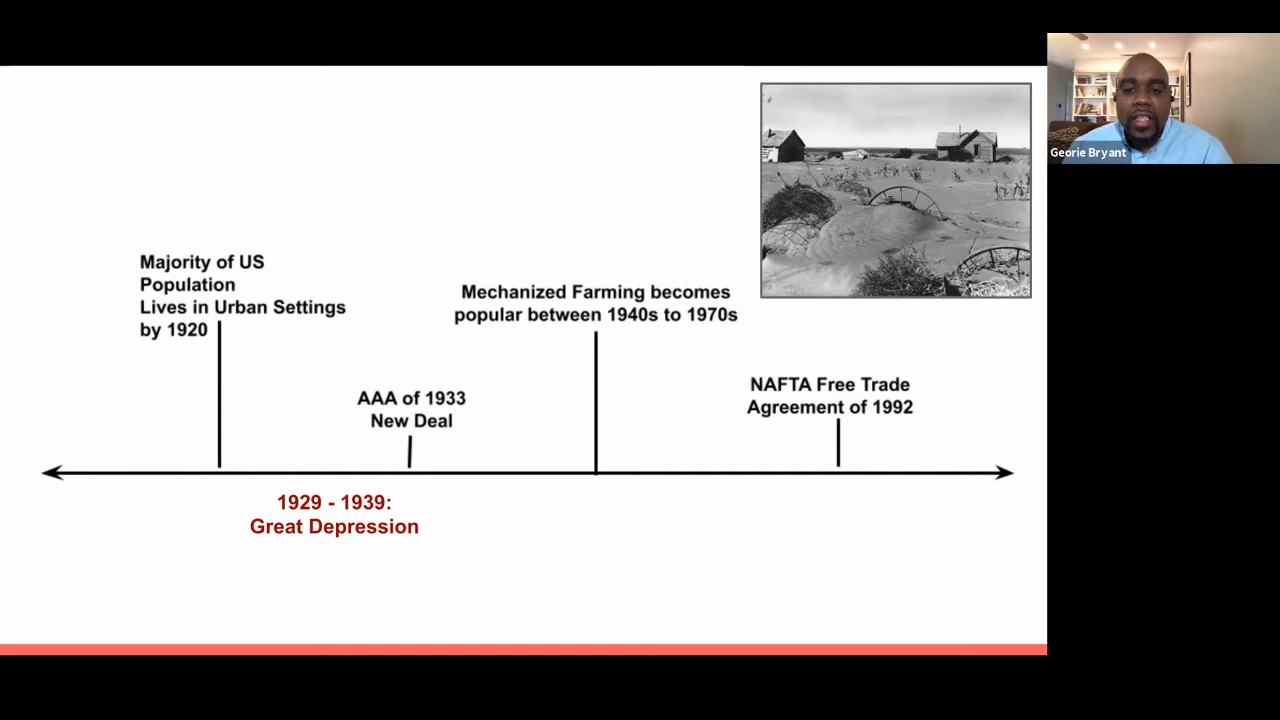 Georie Bryant
Majority of US
Population
Lives in Urban Settings
by 1920
AAA of 1933
New Deal
Mechanized Farming becomes
popular between 1940s to 1970s
NAFTA Free Trade
Agreement of 1992
1929 - 1939:
Great Depression